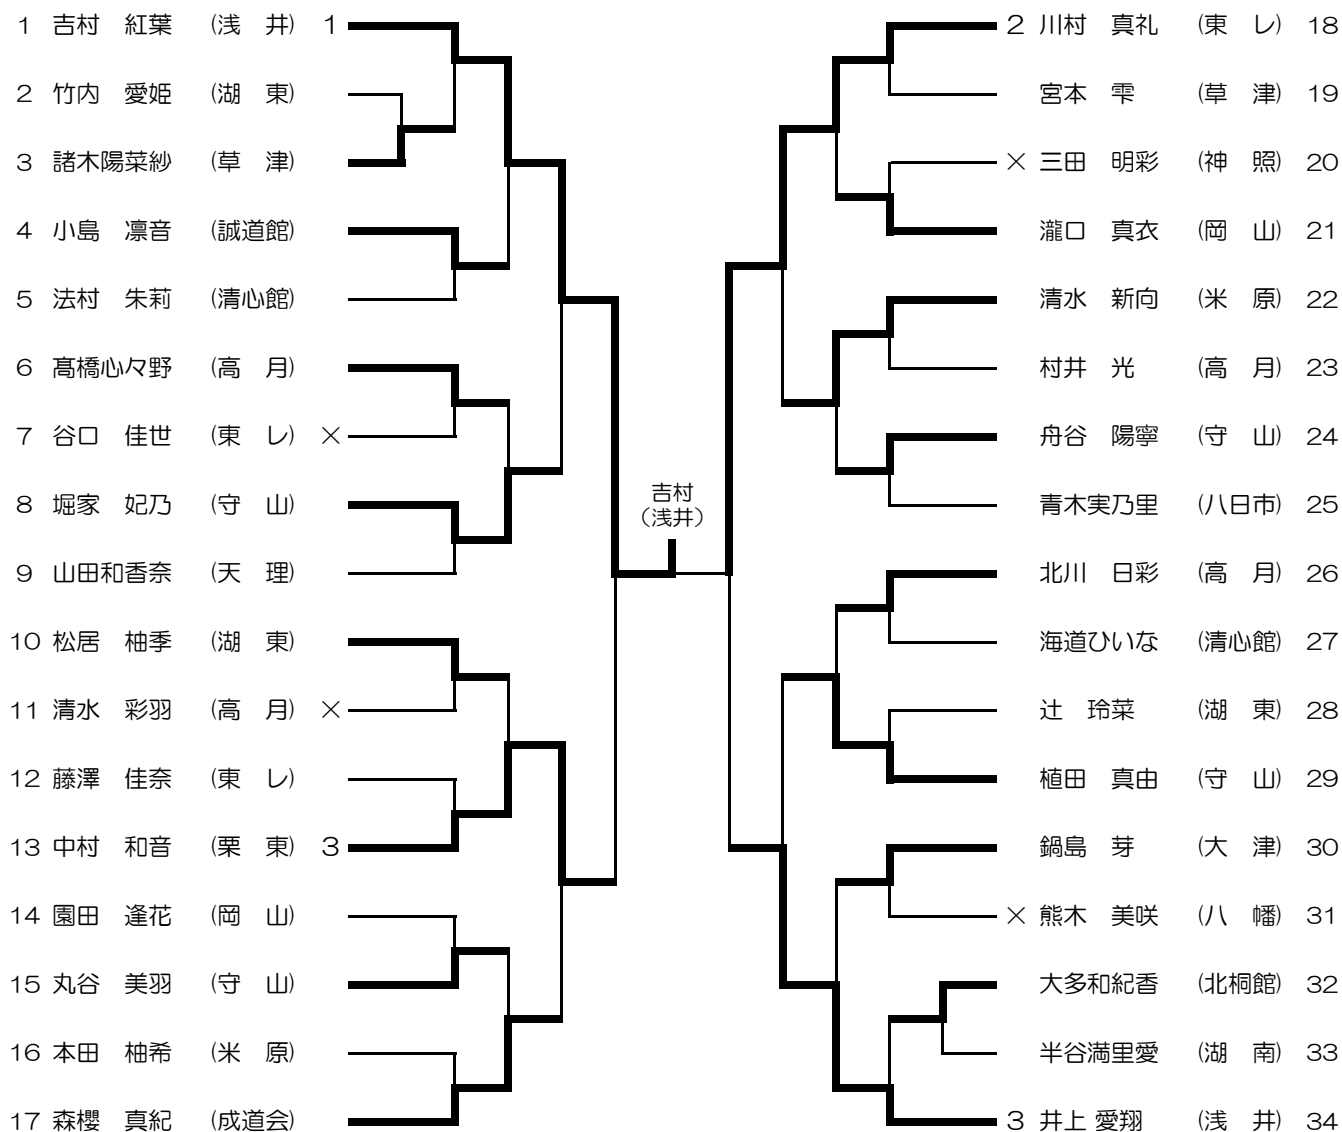 1 吉村 紅葉 (浅 井) 1
2 竹内 愛姫 (湖 東)
3 諸木陽菜紗 (草 津)
4 小島 凛音 (誠道館)
5 法村 朱莉 (清心館)
6 髙橋心々野 (高 月)
7 谷口 佳世 (東 レ) ×
8 堀家 妃乃 (守 山)
9 山田和香奈 (天 理)
10 松居 柚季 (湖 東)
11 清水 彩羽 (高 月) ×
12 藤澤 佳奈 (東 レ)
13 中村 和音 (栗 東) 3
14 園田 逢花 (岡 山)
15 丸谷 美羽 (守 山)
16 本田 柚希 (米 原)
17 森櫻 真紀 (成道会)
吉村
(浅井)
2 川村 真礼 (東 レ) 18
宮本 雫 (草 津) 19
× 三田 明彩 (神 照) 20
瀧口 真衣 (岡 山) 21
清水 新向 (米 原) 22
村井 光 (高 月) 23
舟谷 陽寧 (守 山) 24
青木実乃里 (八日市) 25
北川 日彩 (高 月) 26
海道ひいな (清心館) 27
辻 玲菜 (湖 東) 28
植田 真由 (守 山) 29
鍋島 芽 (大 津) 30
× 熊木 美咲 (八 幡) 31
大多和紀香 (北桐館) 32
半谷満里愛 (湖 南) 33
3 井上 愛翔 (浅 井) 34